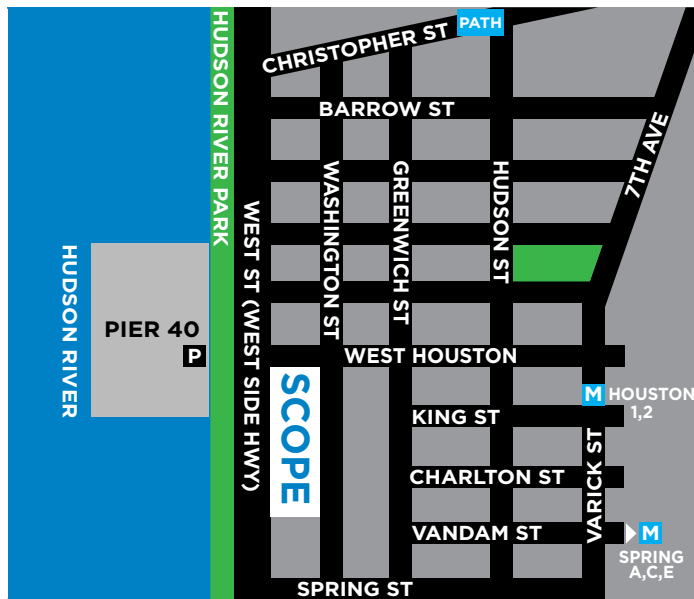 PATH
CHRISTOPHER ST
HUDSON RIVER PARK
BARROW ST
7TH AVE
WASHINGTON ST
GREENWICH ST
HUDSON ST
WEST ST (WEST SIDE HWY)
HUDSON RIVER
PIER 40
P
WEST HOUSTON
SCOPE
M HOUSTON
1,2
KING ST
VARICK ST
CHARLTON ST
VANDAM ST
M
SPRING
A,C,E
SPRING ST